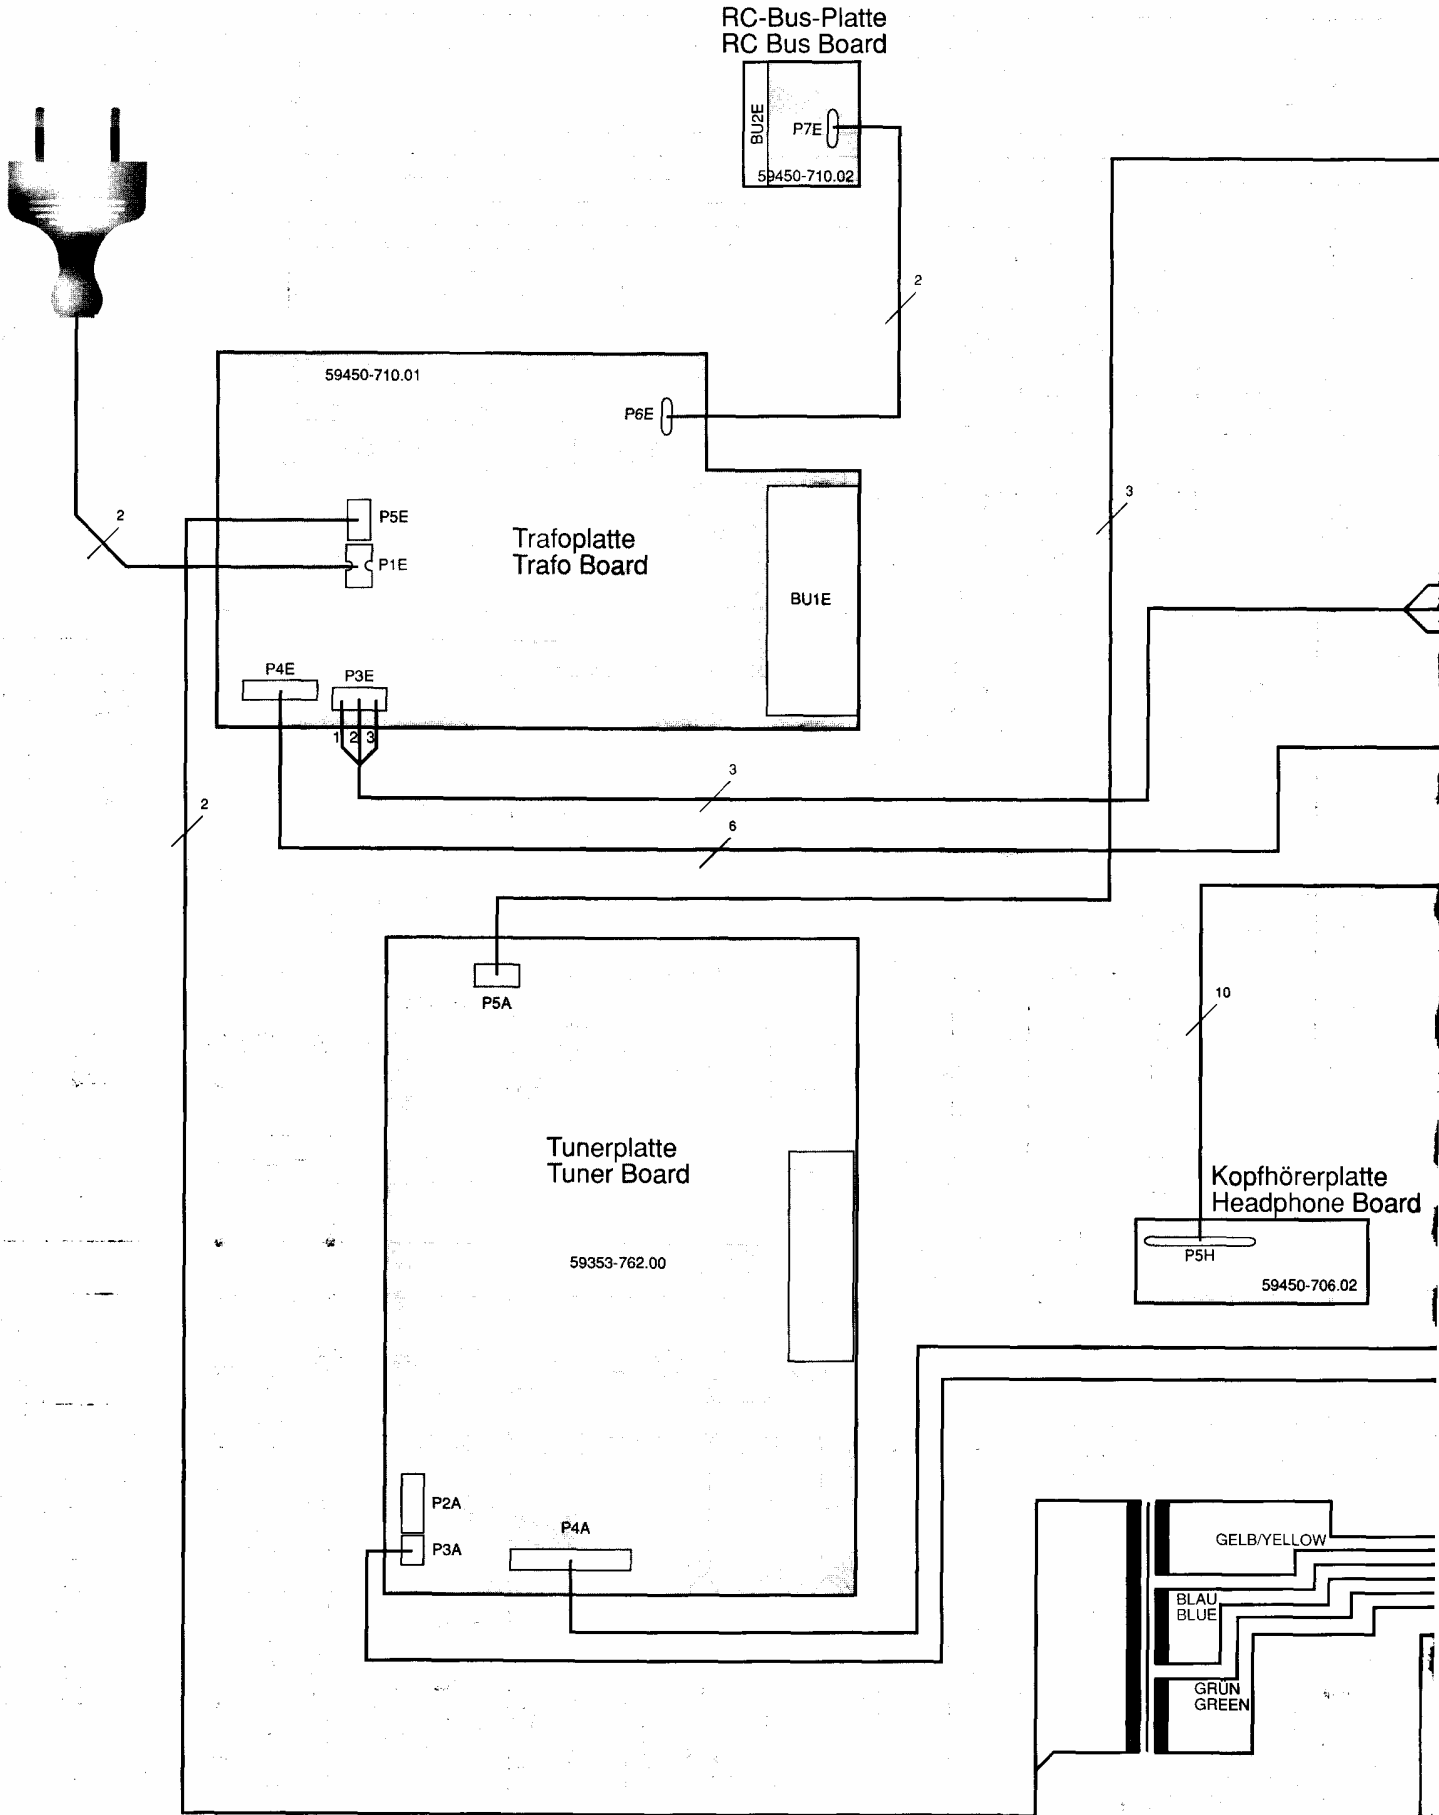 RC-Bus-Platte
RC Bus Board
BU2E
P7E
59450-710.02
2
59450-710.01
P6E
3
2
P5E
Trafoplatte
Trafo Board
P1E
BU1E
P4E
P3E
1 2 3
3
2
6
P5A
10
Tunerplatte
Tuner Board
Kopfhörerplatte
Headphone Board
P5H
59353-762.00
59450-706.02
P2A
P4A
P3A
GELB/YELLOW
BLAU
BLUE
GRÜN
GREEN